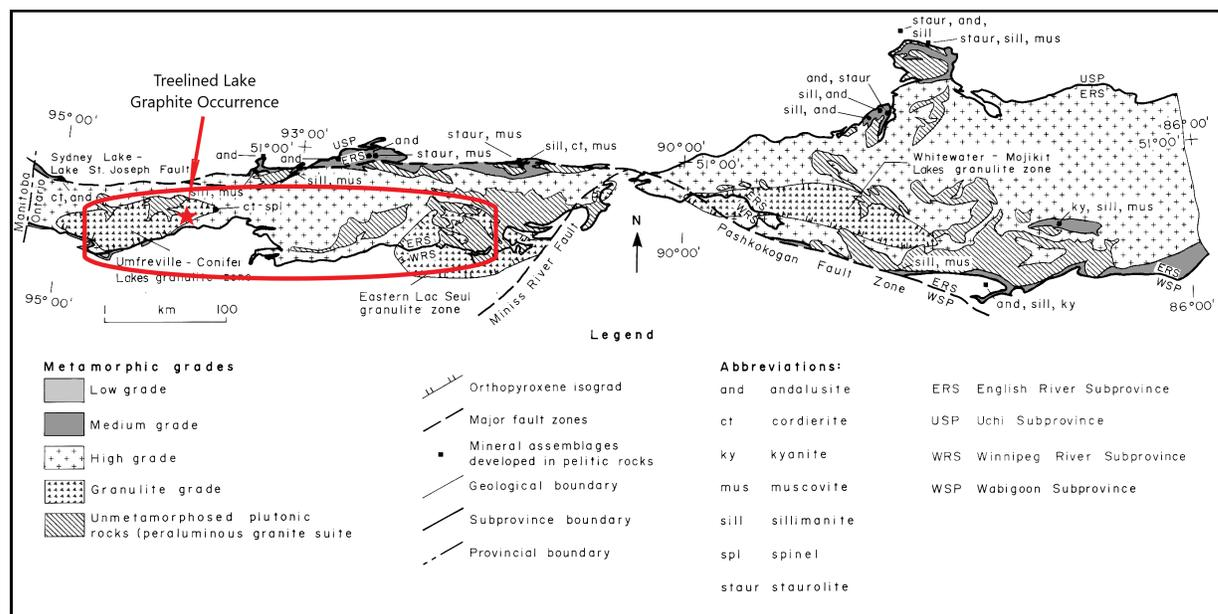 staur, and,
sill
staur, sill, mus
Treelined Lake
Graphite Occurrence
and, staur
sill, and
sill, and
USP
ERS
95°00'
93°00'
51°00'
USP
ERS
and
and
and
staur, mus
staur, mus
sill, ct, mus
90°00'
51°00'
86°00'
51°00'
Sydney Lake -
Lake St. Joseph Fault
Whitewater - Mojikit
Lakes granulite zone
Manitoba
Ontario
ct, and
sill, mus
sill, mus
ct-spl
ERS
WRS
ky, sill, mus
N
90°00'
Pashkokan Fault Zone
sill, mus
ERS
WRS
Umfreville - Conifer
Lakes granulite zone
Miniss River Fault
ERS
WSP
ERS
WSP
95°00'
Eastern Lac Seul
granulite zone
and, sill, ky
86°00'
1 km 100
Legend
Metamorphic grades
Low grade
Medium grade
High grade
Granulite grade
Unmetamorphosed plutonic
rocks (peraluminous granite suite
Orthopyroxene isograd
Major fault zones
Mineral assemblages
developed in pelitic rocks
Geological boundary
Subprovince boundary
Provincial boundary
Abbreviations:
and andalusite
ct cordierite
ky kyanite
mus muscovite
sill sillimanite
spl spinel
staur staurolite
ERS English River Subprovince
USP Uchi Subprovince
WRS Winnipeg River Subprovince
WSP Wabigoon Subprovince